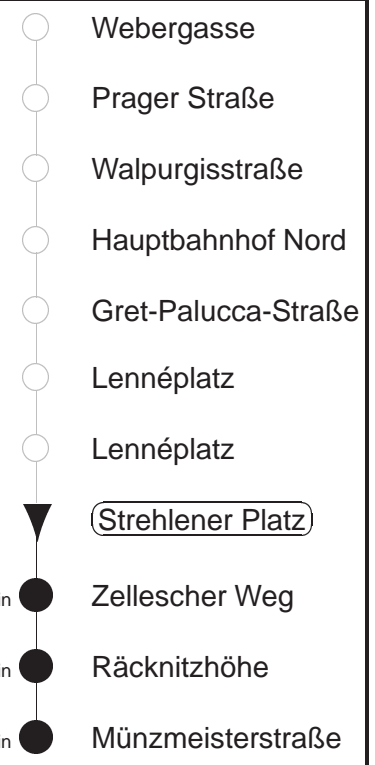 Webergasse
Prager Straße
Walpurgisstraße
Hauptbahnhof Nord
Gret-Palucca-Straße
Lennéplatz
Lennéplatz
Strehlener Platz
Zellescher Weg
Räcknitzhöhe
Münzmeisterstraße